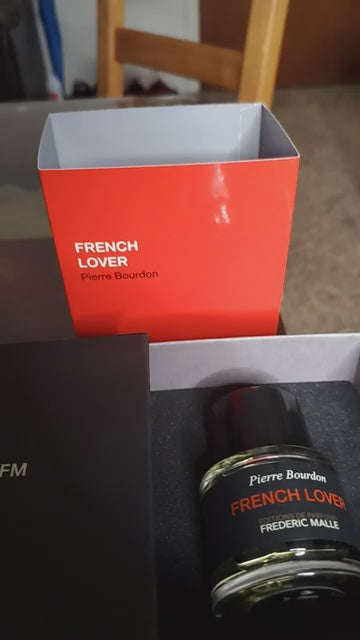 FRENCH
LOVER
Pierre Bourdon
FM
Pierre Bourdon
FRENCH LOVER
EDITIONS DE PARFUMS
FREDERIC MALLE